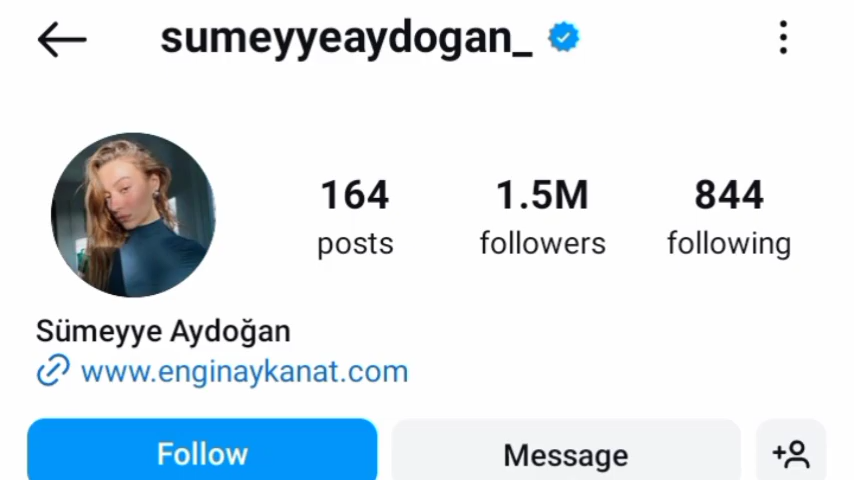 sumeyyeaydogan_
164 1.5M 844
posts followers following
Sümeyye Aydoğan
www.enginaykanat.com
Follow Message